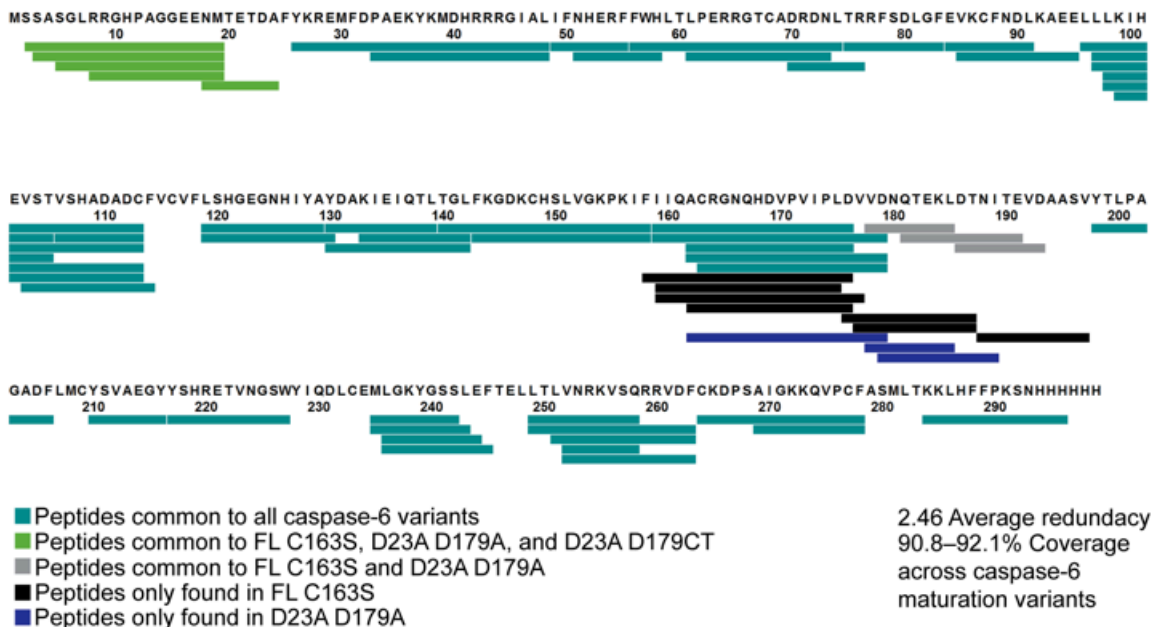 MSSASGLRRGHPAGGEENMTETDAFYKREMFDPAEKYKMDHRRRGIALIFNHERFFWHLTLPERRGTCADRDNLTRRFSDLGFEVKCFNDLKAEELLLKIH
10 20 30 40 50 60 70 80 90 100
EVSTVSHADADCFVCVFLSHGEGNHIYAYDAKIEIQTLTGLFKGDKCHSLVGKPKIFIIQACRGNQHDVPVIPLDVVDNQTEKLDTNITEVDAASVYTLPA
110 120 130 140 150 160 170 180 190 200
GADFLMCYSVAEGYYSHRETVNGSWYIQDLCEMLGKYGSSLEFTELLTLVNRKVSQRRVDFCKDPSAIGKKQVPCFASMLTKKLHFFPKSNHHHHHH
210 220 230 240 250 260 270 280 290
Peptides common to all caspase-6 variants
Peptides common to FL C163S, D23A D179A, and D23A D179CT
Peptides common to FL C163S and D23A D179A
Peptides only found in FL C163S
Peptides only found in D23A D179A
2.46 Average redundacy
90.8–92.1% Coverage
across caspase-6
maturation variants